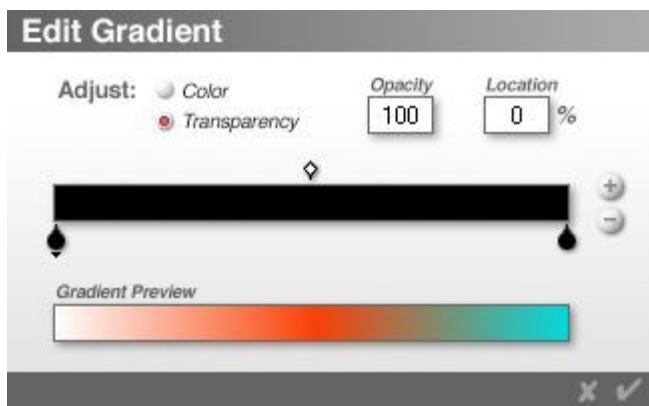 Edit Gradient
Adjust: Color
Transparency
Opacity
100
Location
0 %
Gradient Preview